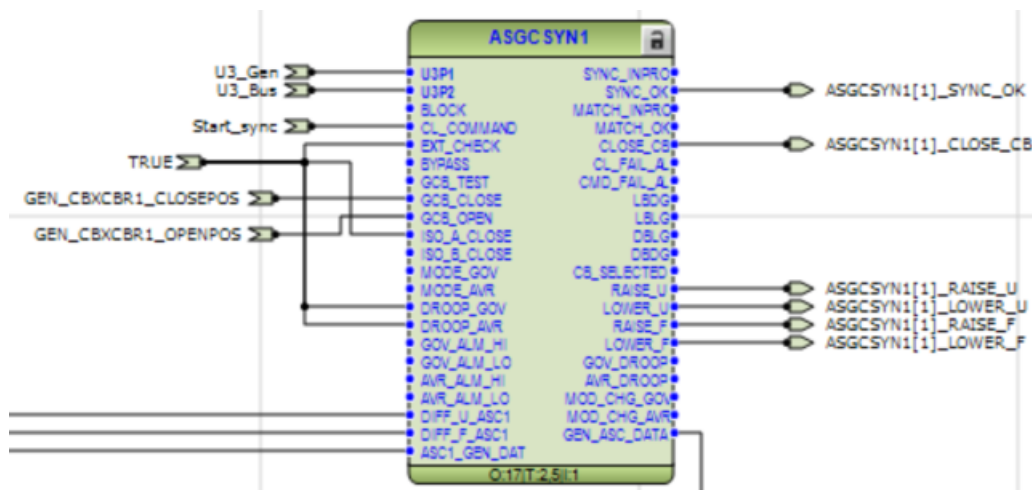 ASGCSYN1
U3_Gen
U3_Bus
Start_sync
TRUE
GEN_CBXCBR1_CLOSEPOS
GEN_CBXCBR1_OPENPOS
U3P1
U3P2
BLOCK
CL_COMMAND
EXT_CHECK
BYPASS
GCB_TEST
GCB_CLOSE
GCB_OPEN
ISO_A_CLOSE
ISO_B_CLOSE
MODE_GOV
MODE_AVR
DROOP_GOV
DROOP_AVR
GOV_ALM_HI
GOV_ALM_LO
AVR_ALM_HI
AVR_ALM_LO
DIFF_U_ASC1
DIFF_F_ASC1
ASC1_GEN_DAT
SYNC_INPRO
SYNC_OK
MATCH_INPRO
MATCH_OK
CLOSE_CB
CL_FAIL_AL
CMD_FAIL_AL
LBDG
LBLG
DBLG
DBDG
CB_SELECTED
RAISE_U
LOWER_U
RAISE_F
LOWER_F
GOV_DROOP
AVR_DROOP
MOD_CHG_GOV
MOD_CHG_AVR
GEN_ASC_DATA
ASGCSYN1[1]_SYNC_OK
ASGCSYN1[1]_CLOSE_CB
ASGCSYN1[1]_RAISE_U
ASGCSYN1[1]_LOWER_U
ASGCSYN1[1]_RAISE_F
ASGCSYN1[1]_LOWER_F
O:17|T:2,5|I:1